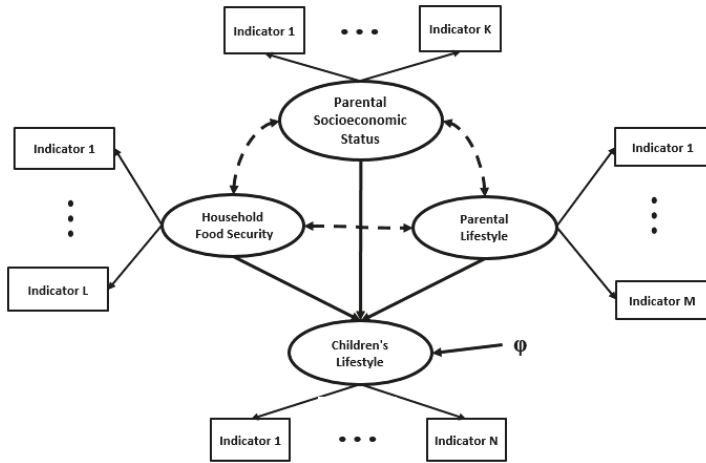 Indicator 1
• • •
Indicator K
Parental
Socioeconomic
Status
Indicator 1
Indicator 1
Household
Food Security
Parental
Lifestyle
Indicator L
Indicator M
Children's
Lifestyle
φ
Indicator 1
• • •
Indicator N